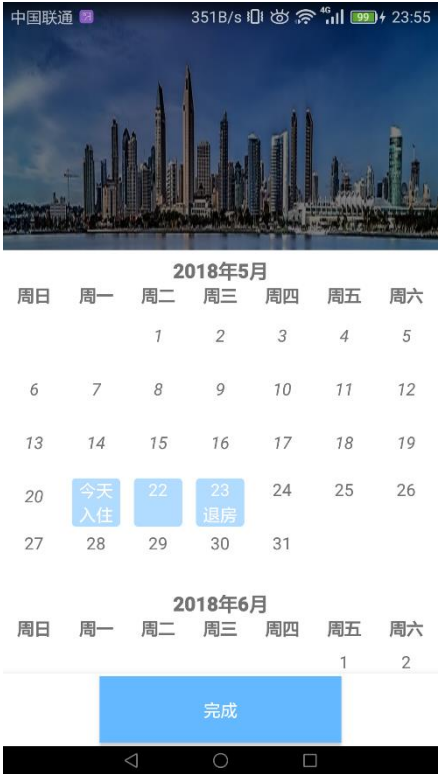 中国联通 351B/s 4G 99 23:55
2018年5月
周日 周一 周二 周三 周四 周五 周六
1 2 3 4 5
6 7 8 9 10 11 12
13 14 15 16 17 18 19
20 今天 22 23 24 25 26
入住 退房
27 28 29 30 31
2018年6月
周日 周一 周二 周三 周四 周五 周六
1 2
完成